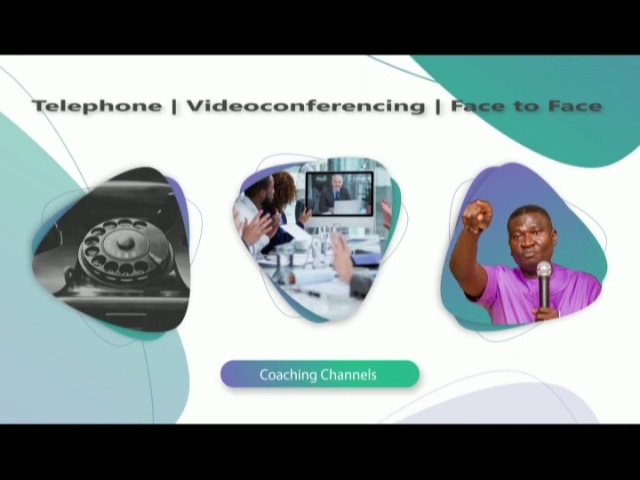 Telephone | Videoconferencing | Face to Face
Coaching Channels